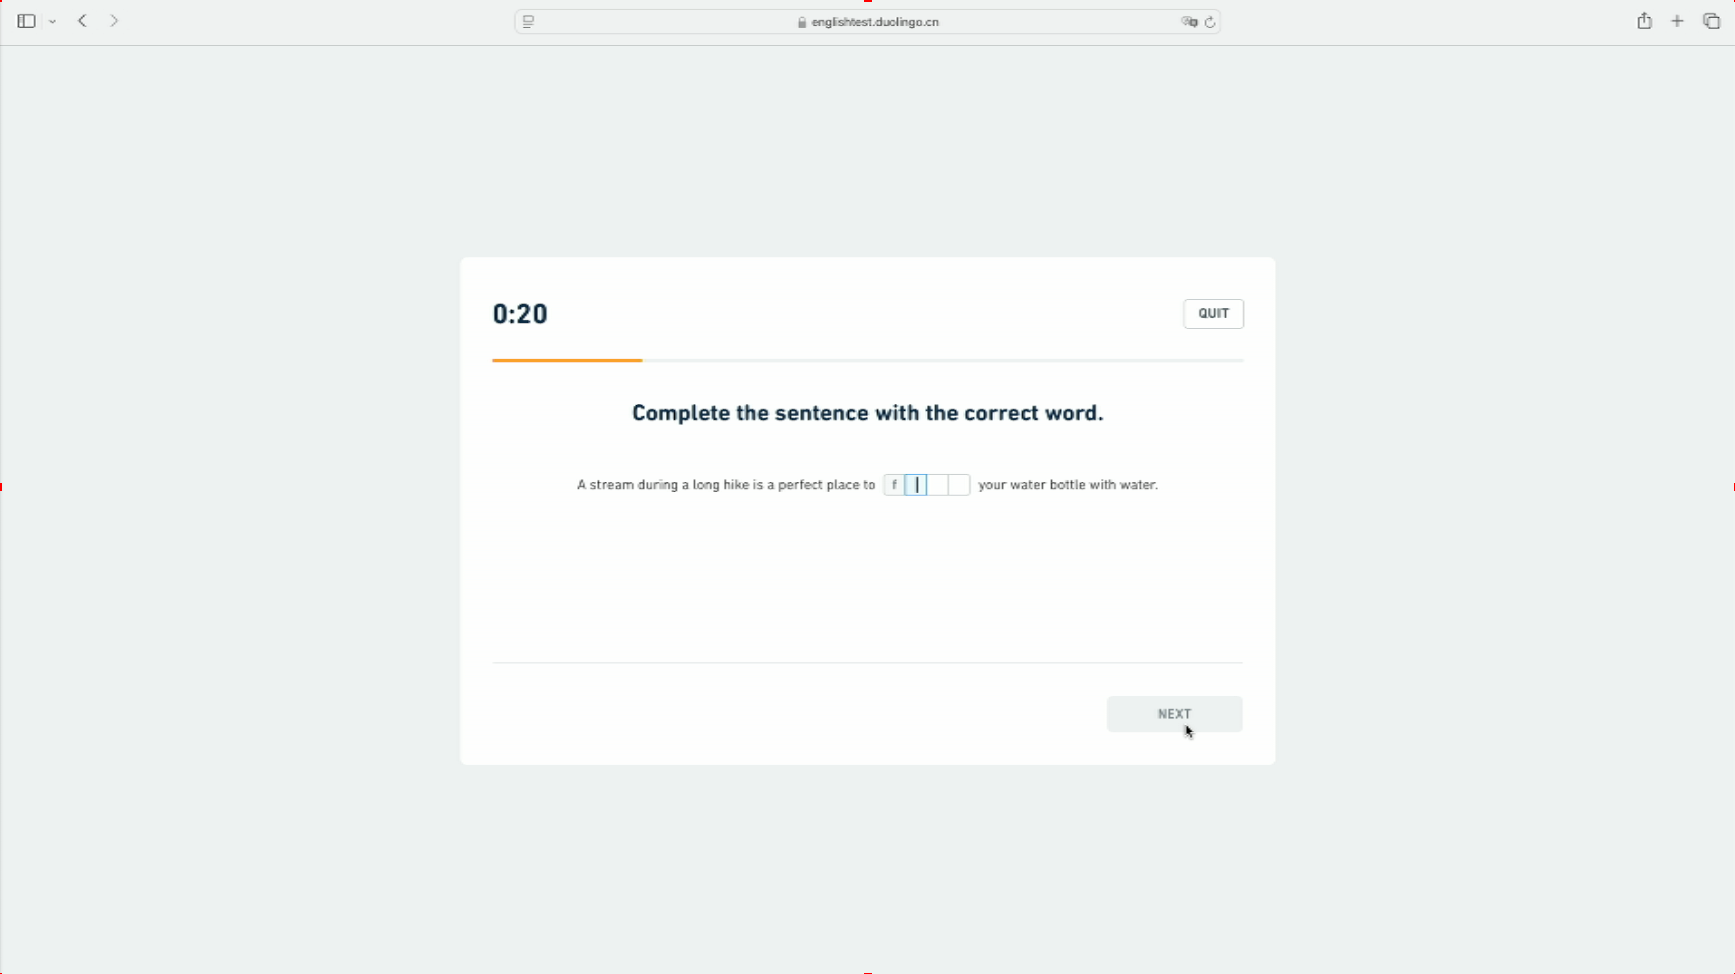 englishtest.duolingo.cn
0:20
QUIT
Complete the sentence with the correct word.
A stream during a long hike is a perfect place to f your water bottle with water.
NEXT